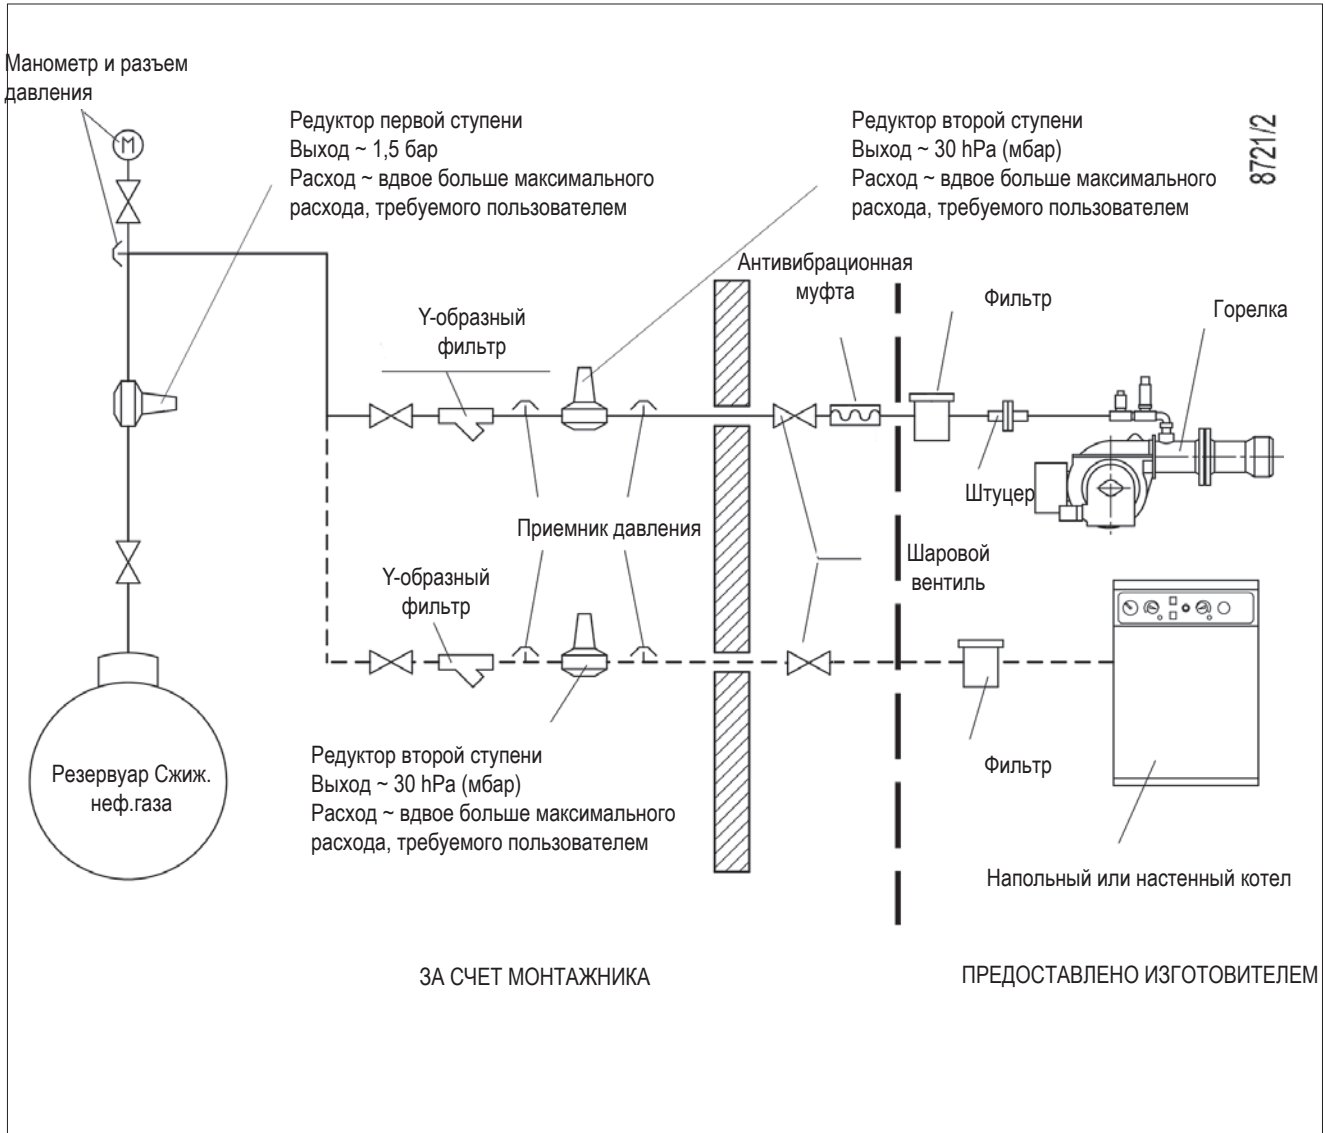 Манометр и разъем
давления
M
Редуктор первой ступени
Выход ~ 1,5 бар
Расход ~ вдвое больше максимального
расхода, требуемого пользователем
Редуктор второй ступени
Выход ~ 30 hPa (мбар)
Расход ~ вдвое больше максимального
расхода, требуемого пользователем
8721/2
Антивибрационная
муфта
Фильтр
Горелка
Y-образный
фильтр
Штуцер
Приемник давления
Шаровой
вентиль
Y-образный
фильтр
Резервуар Сжиж.
неф.газа
Редуктор второй ступени
Выход ~ 30 hPa (мбар)
Расход ~ вдвое больше максимального
расхода, требуемого пользователем
Фильтр
Напольный или настенный котел
ЗА СЧЕТ МОНТАЖНИКА
ПРЕДОСТАВЛЕНО ИЗГОТОВИТЕЛЕМ